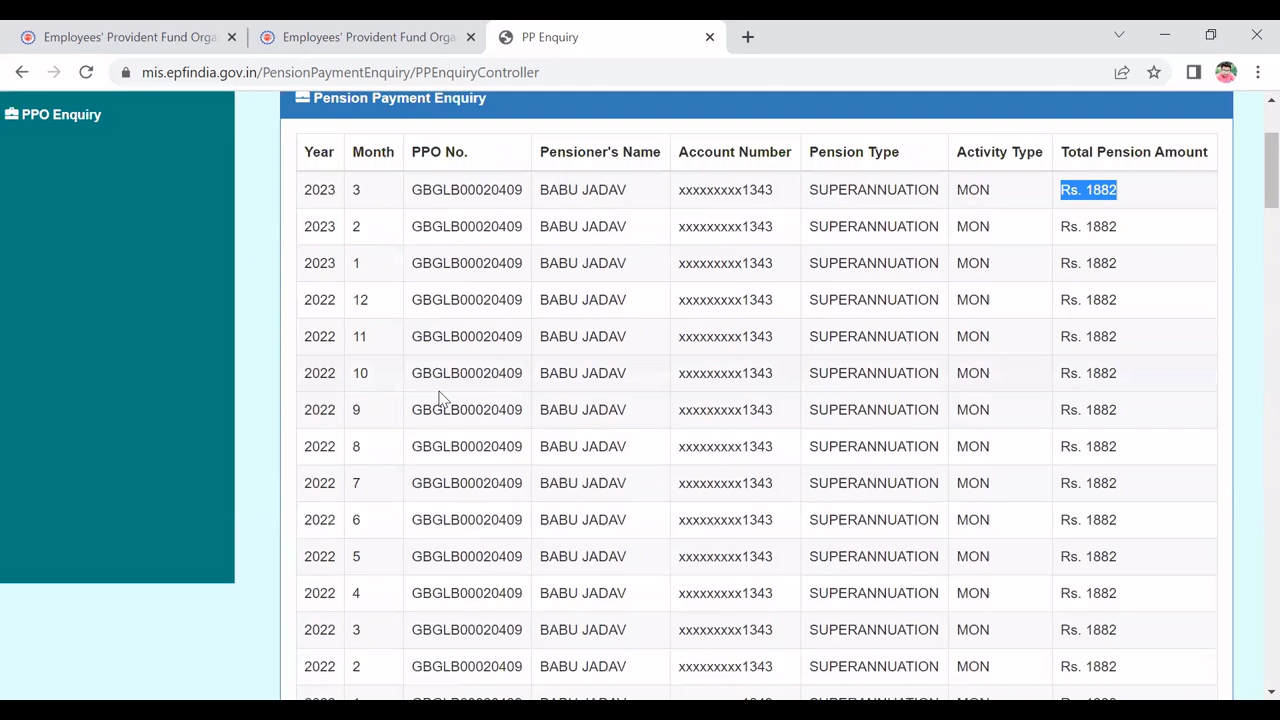 Employees' Provident Fund Orga
Employees' Provident Fund Orga
PP Enquiry
mis.epfindia.gov.in/PensionPaymentEnquiry/PPEnquiryController
PPO Enquiry
Pension Payment Enquiry
Year Month PPO No. Pensioner's Name Account Number Pension Type Activity Type Total Pension Amount
2023 3 GBGLB00020409 BABU JADAV xxxxxxxxx1343 SUPERANNUATION MON Rs. 1882
2023 2 GBGLB00020409 BABU JADAV xxxxxxxxx1343 SUPERANNUATION MON Rs. 1882
2023 1 GBGLB00020409 BABU JADAV xxxxxxxxx1343 SUPERANNUATION MON Rs. 1882
2022 12 GBGLB00020409 BABU JADAV xxxxxxxxx1343 SUPERANNUATION MON Rs. 1882
2022 11 GBGLB00020409 BABU JADAV xxxxxxxxx1343 SUPERANNUATION MON Rs. 1882
2022 10 GBGLB00020409 BABU JADAV xxxxxxxxx1343 SUPERANNUATION MON Rs. 1882
2022 9 GBGLB00020409 BABU JADAV xxxxxxxxx1343 SUPERANNUATION MON Rs. 1882
2022 8 GBGLB00020409 BABU JADAV xxxxxxxxx1343 SUPERANNUATION MON Rs. 1882
2022 7 GBGLB00020409 BABU JADAV xxxxxxxxx1343 SUPERANNUATION MON Rs. 1882
2022 6 GBGLB00020409 BABU JADAV xxxxxxxxx1343 SUPERANNUATION MON Rs. 1882
2022 5 GBGLB00020409 BABU JADAV xxxxxxxxx1343 SUPERANNUATION MON Rs. 1882
2022 4 GBGLB00020409 BABU JADAV xxxxxxxxx1343 SUPERANNUATION MON Rs. 1882
2022 3 GBGLB00020409 BABU JADAV xxxxxxxxx1343 SUPERANNUATION MON Rs. 1882
2022 2 GBGLB00020409 BABU JADAV xxxxxxxxx1343 SUPERANNUATION MON Rs. 1882